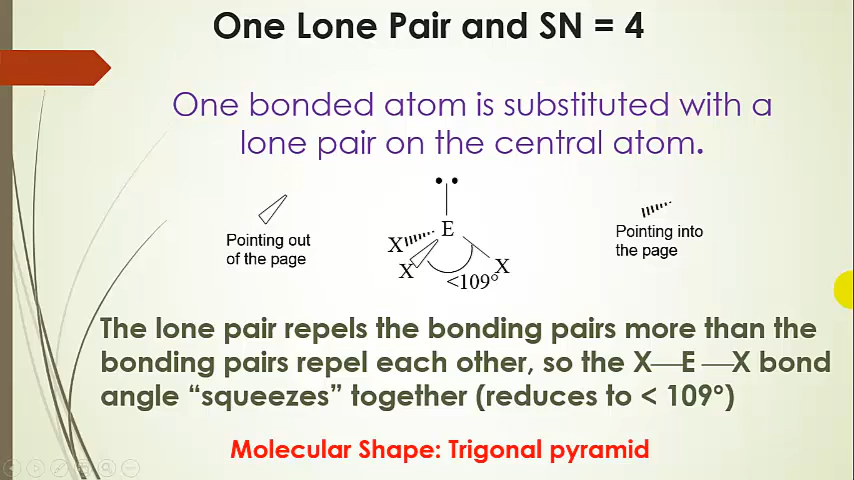 One Lone Pair and SN = 4
One bonded atom is substituted with a
lone pair on the central atom.
Pointing out
of the page
E
X
X
X
<109°
Pointing into
the page
The lone pair repels the bonding pairs more than the
bonding pairs repel each other, so the X—E —X bond
angle “squeezes” together (reduces to < 109°)
Molecular Shape: Trigonal pyramid